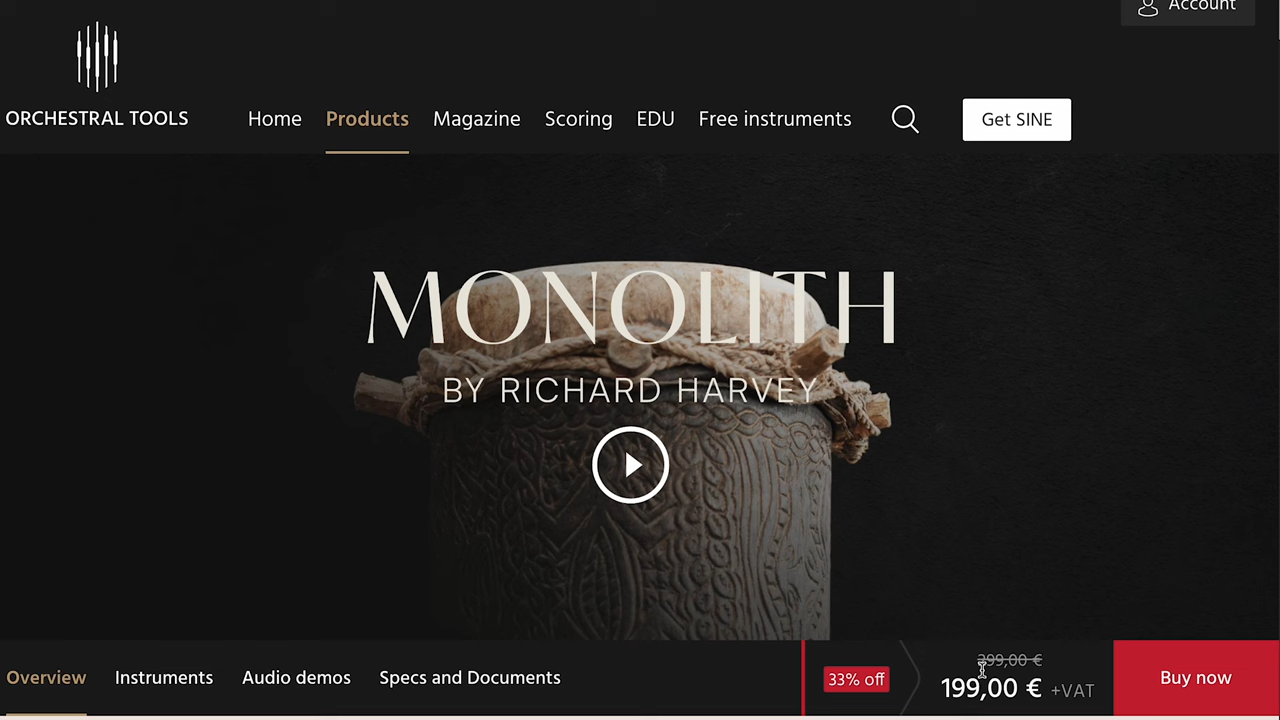 Account
ORCHESTRAL TOOLS
Home Products Magazine Scoring EDU Free instruments Get SINE
MONOLITH
BY RICHARD HARVEY
Overview Instruments Audio demos Specs and Documents 33% off
299,00 €
199,00 € +VAT
Buy now